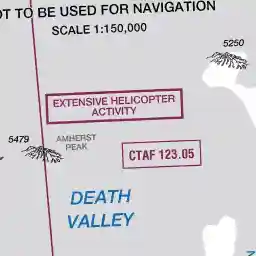 OT TO BE USED FOR NAVIGATION
SCALE 1:150,000
5250
EXTENSIVE HELICOPTER
ACTIVITY
5479
AMHERST
PEAK
CTAF 123.05
DEATH
VALLEY